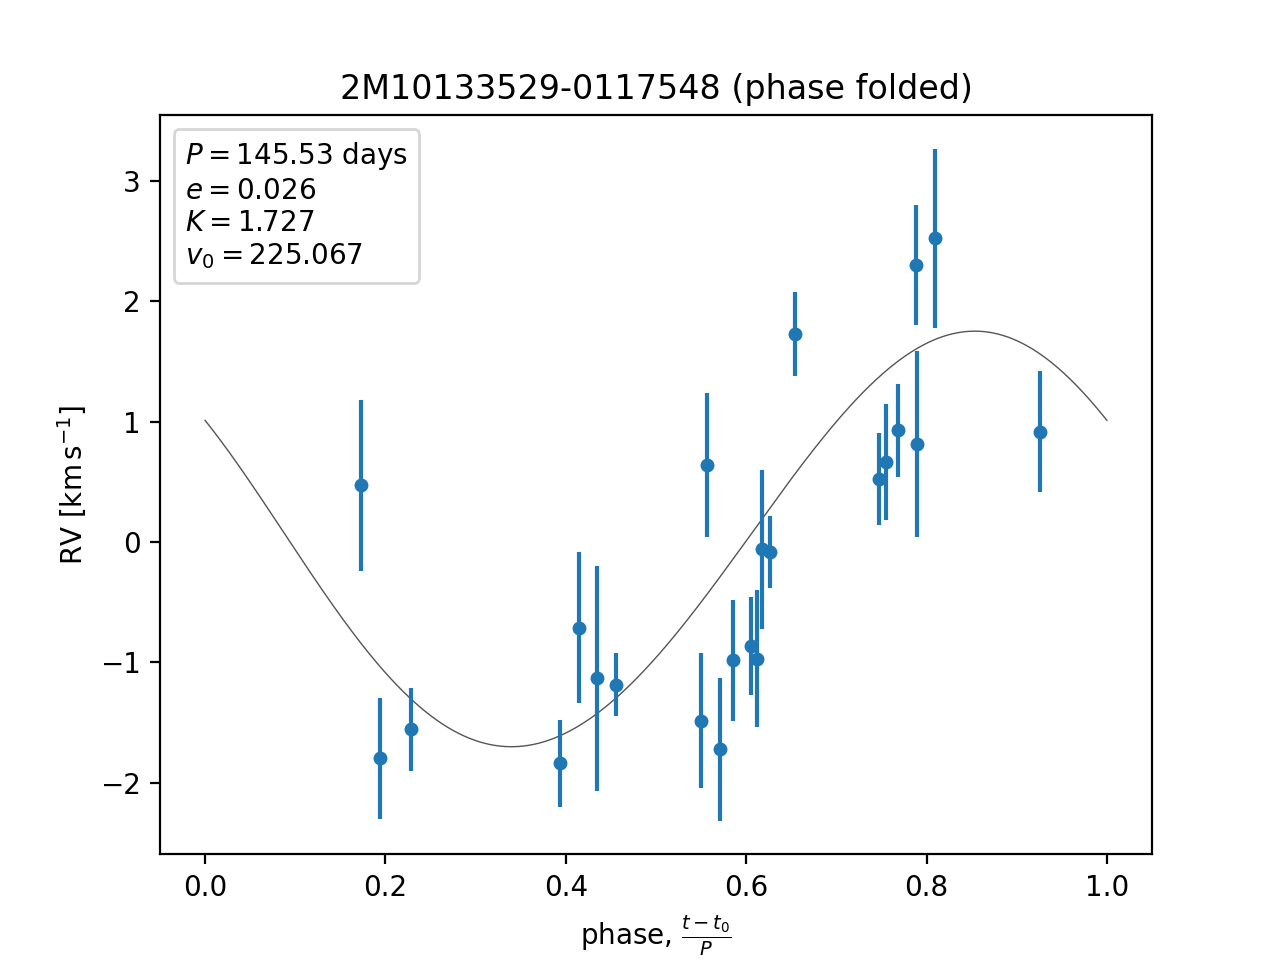 2M10133529-0117548 (phase folded)
P = 145.53 days
e = 0.026
K = 1.727
v₀ = 225.067
RV [km s⁻¹]
3
2
1
0
−1
−2
0.0 0.2 0.4 0.6 0.8 1.0
phase, (t − t₀)/P